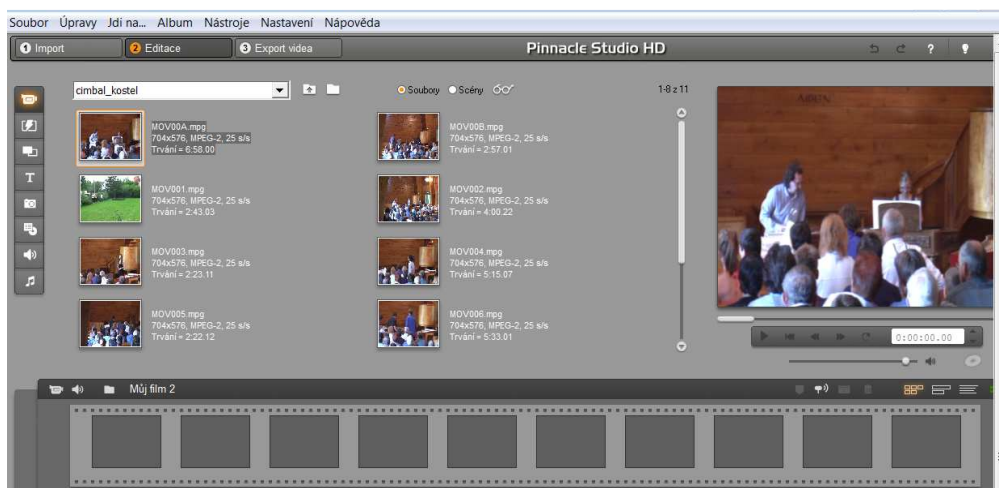 Soubor Úpravy Jdi na... Album Nástroje Nastavení Nápověda
1 Import 2 Editace 3 Export videa Pinnacle Studio HD ?
cimbal_kostel Soubory Scény 1-8 z 11
MOV00A.mpg
704x576, MPEG-2, 25 s/s
Trvání = 6:58.00
MOV00B.mpg
704x576, MPEG-2, 25 s/s
Trvání = 2:57.01
MOV001.mpg
704x576, MPEG-2, 25 s/s
Trvání = 2:43.03
MOV002.mpg
704x576, MPEG-2, 25 s/s
Trvání = 4:00.22
MOV003.mpg
704x576, MPEG-2, 25 s/s
Trvání = 2:23.11
MOV004.mpg
704x576, MPEG-2, 25 s/s
Trvání = 5:15.07
MOV005.mpg
704x576, MPEG-2, 25 s/s
Trvání = 2:22.12
MOV006.mpg
704x576, MPEG-2, 25 s/s
Trvání = 5:33.01
T
0:00:00.00
Můj film 2